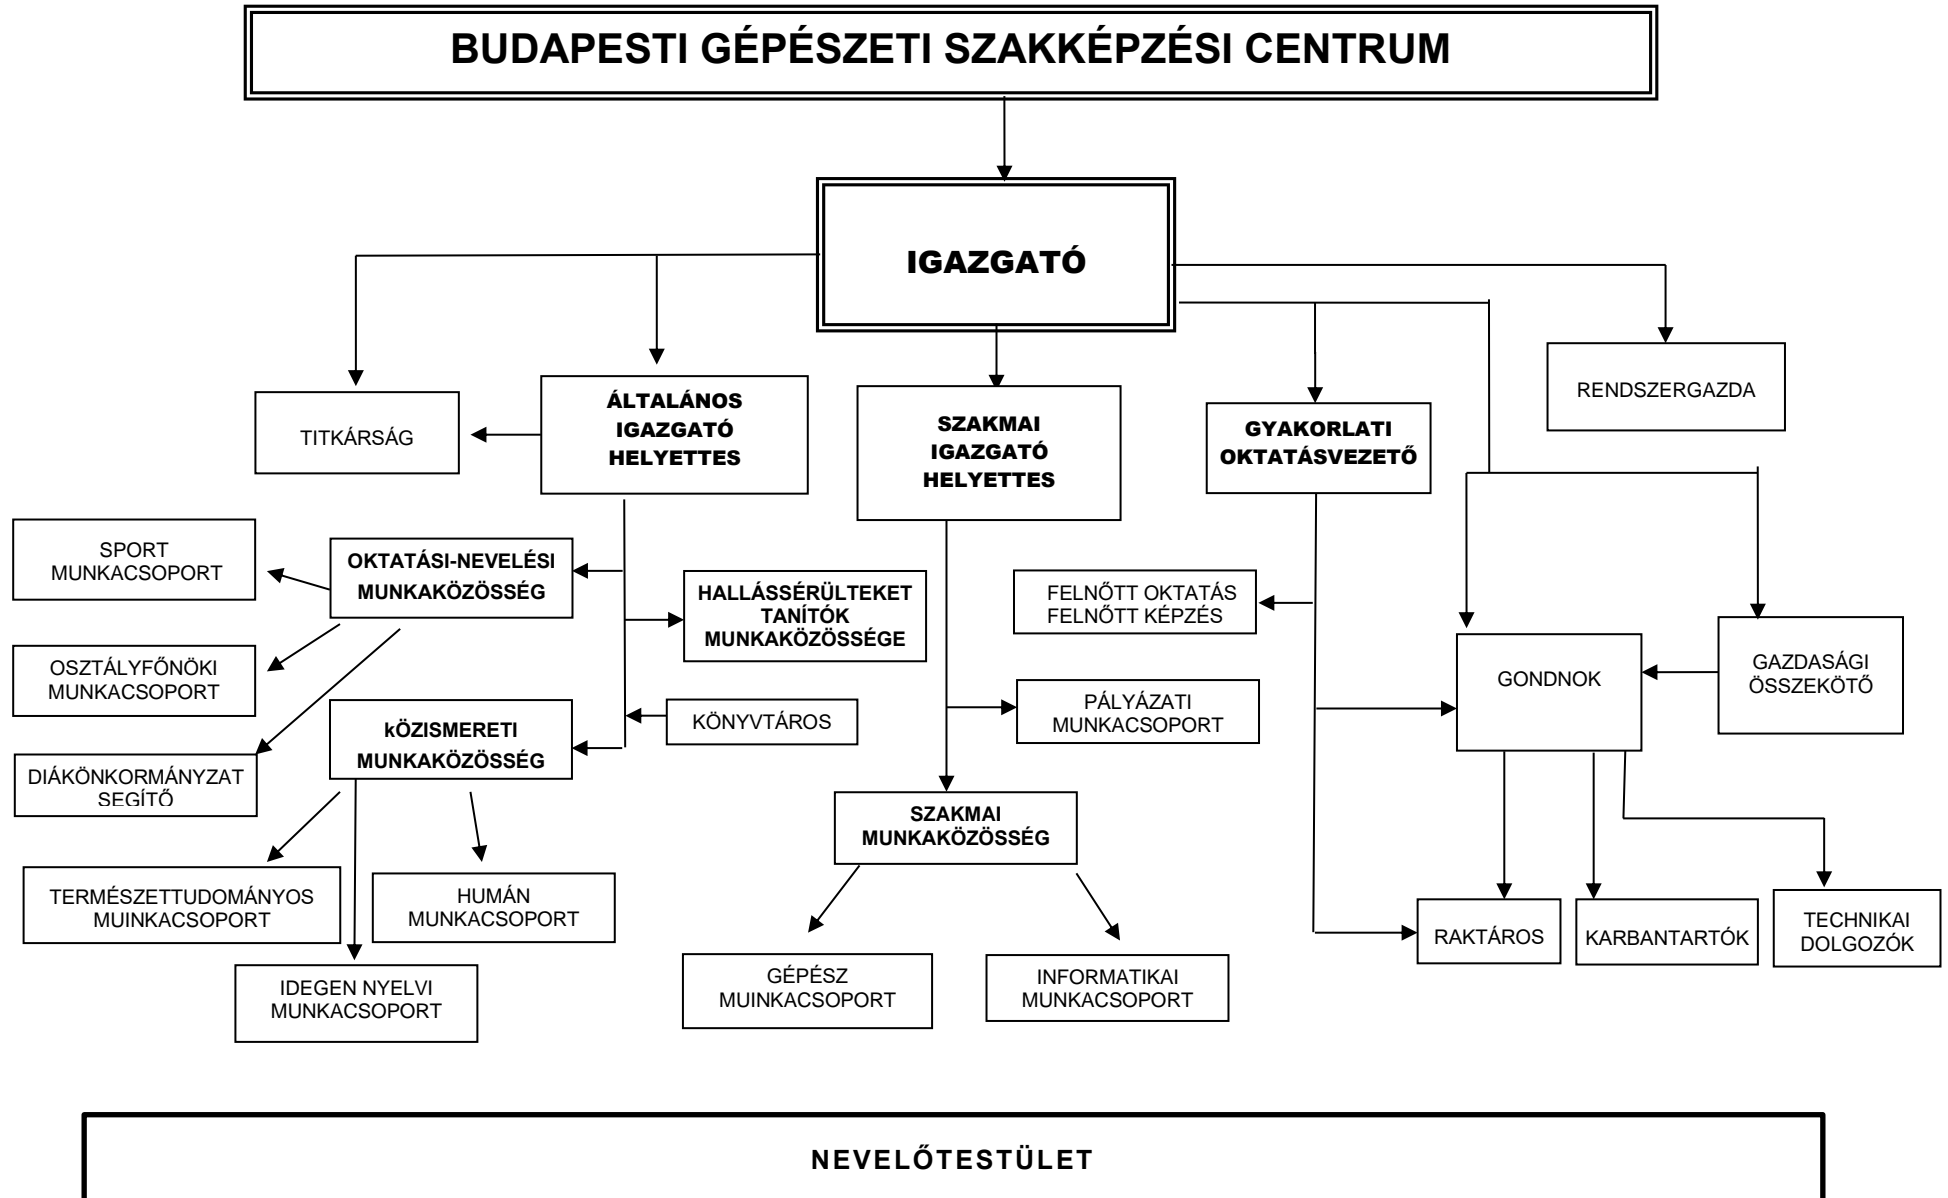 BUDAPESTI GÉPÉSZETI SZAKKÉPZÉSI CENTRUM
IGAZGATÓ
TITKÁRSÁG
ÁLTALÁNOS
IGAZGATÓ
HELYETTES
SZAKMAI
IGAZGATÓ
HELYETTES
GYAKORLATI
OKTATÁSVEZETŐ
RENDSZERGAZDA
SPORT
MUNKACSOPORT
OKTATÁSI-NEVELÉSI
MUNKAKÖZÖSSÉG
HALLÁSSÉRÜLTEKET
TANÍTÓK
MUNKAKÖZÖSSÉGE
FELNŐTT OKTATÁS
FELNŐTT KÉPZÉS
OSZTÁLYFŐNÖKI
MUNKACSOPORT
GONDNOK
GAZDASÁGI
ÖSSZEKÖTŐ
kÖZISMERETI
MUNKAKÖZÖSSÉG
KÖNYVTÁROS
PÁLYÁZATI
MUNKACSOPORT
DIÁKÖNKORMÁNYZAT
SEGÍTŐ
SZAKMAI
MUNKAKÖZÖSSÉG
TERMÉSZETTUDOMÁNYOS
MUINKACSOPORT
HUMÁN
MUNKACSOPORT
RAKTÁROS
KARBANTARTÓK
TECHNIKAI
DOLGOZÓK
IDEGEN NYELVI
MUNKACSOPORT
GÉPÉSZ
MUINKACSOPORT
INFORMATIKAI
MUNKACSOPORT
NEVELŐTESTÜLET